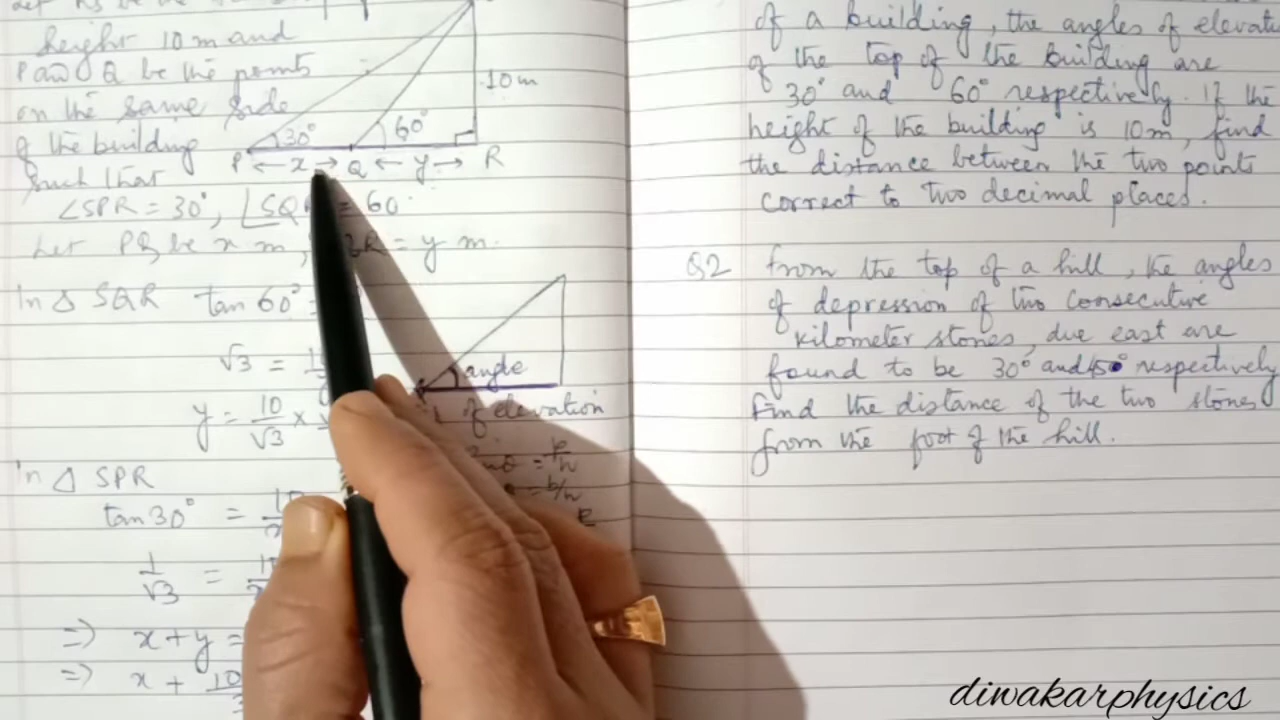 height 10 m and
P and Q be the points
on the same side
of the building
such that
10 m
30° 60°
P ← x → Q ← y → R
∠SPR = 30°, = 60°
Let PQ be x m, = y m.
In △ SQR tan 60°
√3 =
y = 10/√3 ×
angle
of elevation
In △ SPR
tan 30° =
1/√3 =
=> x + y =
=> x + 10
of a building, the angles of
of the top of the building are
30° and 60° respectively. If the
height of the building is 10m, find
the distance between the two points
correct to two decimal places.
Q2 from the top of a hill, the angles
of depression of two consecutive
kilometer stones, due east are
found to be 30° and 45° respectively
Find the distance of the two stones
from the foot of the hill.
diwakarphysics